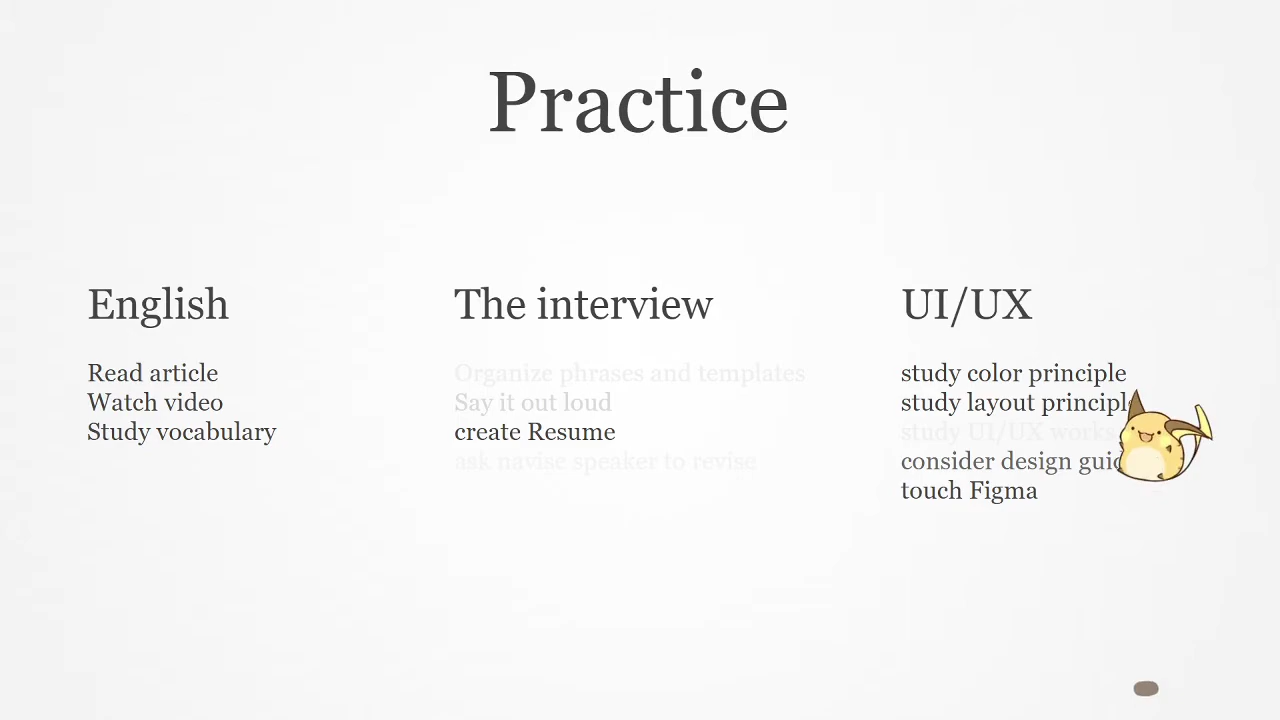 Practice
English
Read article
Watch video
Study vocabulary
The interview
Organize phrases and templates
Say it out loud
create Resume
ask navise speaker to revise
UI/UX
study color principle
study layout principle
study UI/UX works
consider design
touch Figma